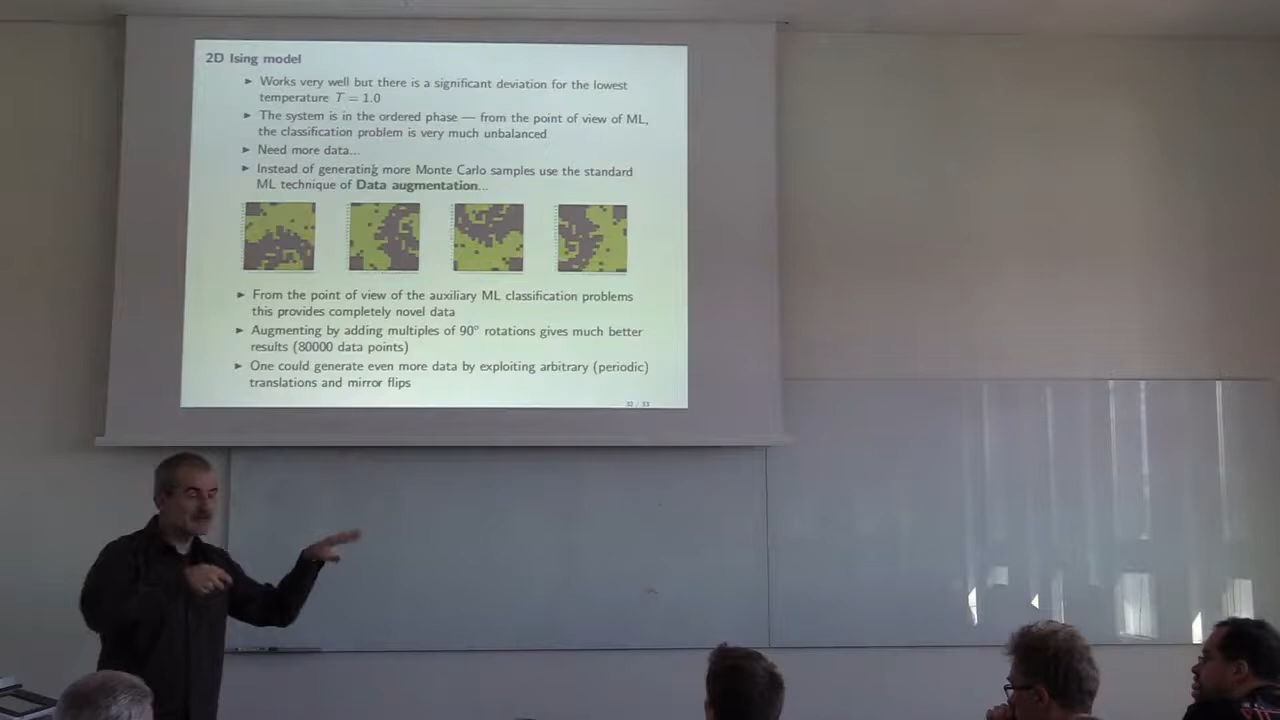 2D Ising model
► Works very well but there is a significant deviation for the lowest
temperature T = 1.0
► The system is in the ordered phase — from the point of view of ML,
the classification problem is very much unbalanced
► Need more data...
► Instead of generating more Monte Carlo samples use the standard
ML technique of Data augmentation...
► From the point of view of the auxiliary ML classification problems
this provides completely novel data
► Augmenting by adding multiples of 90° rotations gives much better
results (80000 data points)
► One could generate even more data by exploiting arbitrary (periodic)
translations and mirror flips
32 / 33